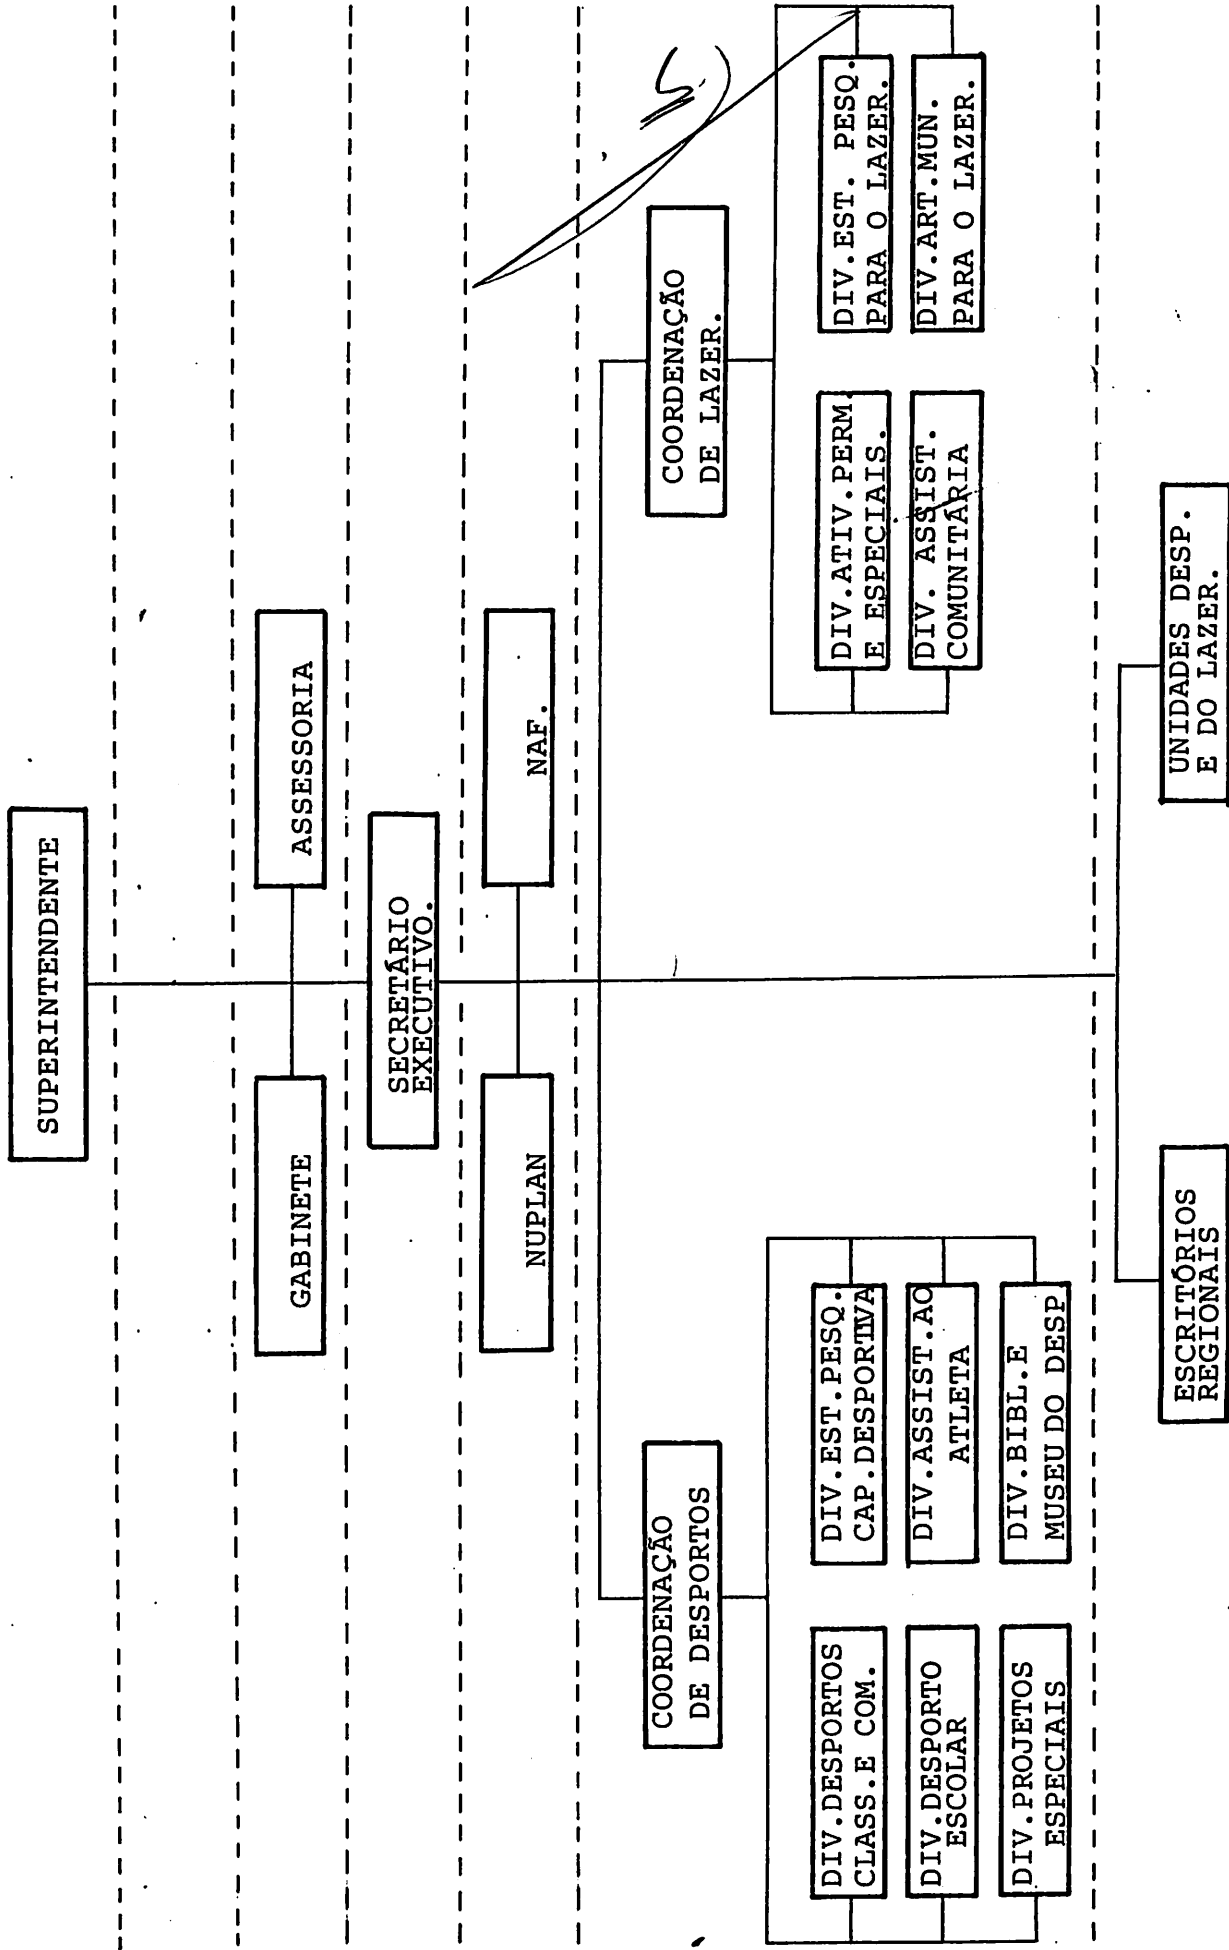 SUPERINTENDENTE
GABINETE
ASSESSORIA
SECRETÁRIO
EXECUTIVO.
NUPLAN
NAF.
COORDENAÇÃO
DE DESPORTOS
COORDENAÇÃO
DE LAZER.
DIV.DESPORTOS
CLASS.E COM.
DIV.EST.PESQ.
CAP.DESPORTIVA
DIV.ATIV.PERM.
E ESPECIAIS.
DIV.EST. PESQ.
PARA O LAZER.
DIV.DESPORTO
ESCOLAR
DIV.ASSIST.AO
ATLETA
DIV. ASSIST.
COMUNITÁRIA
DIV.ART.MUN.
PARA O LAZER.
DIV.PROJETOS
ESPECIAIS
DIV.BIBL.E
MUSEU DO DESP
ESCRITÓRIOS
REGIONAIS
UNIDADES DESP.
E DO LAZER.